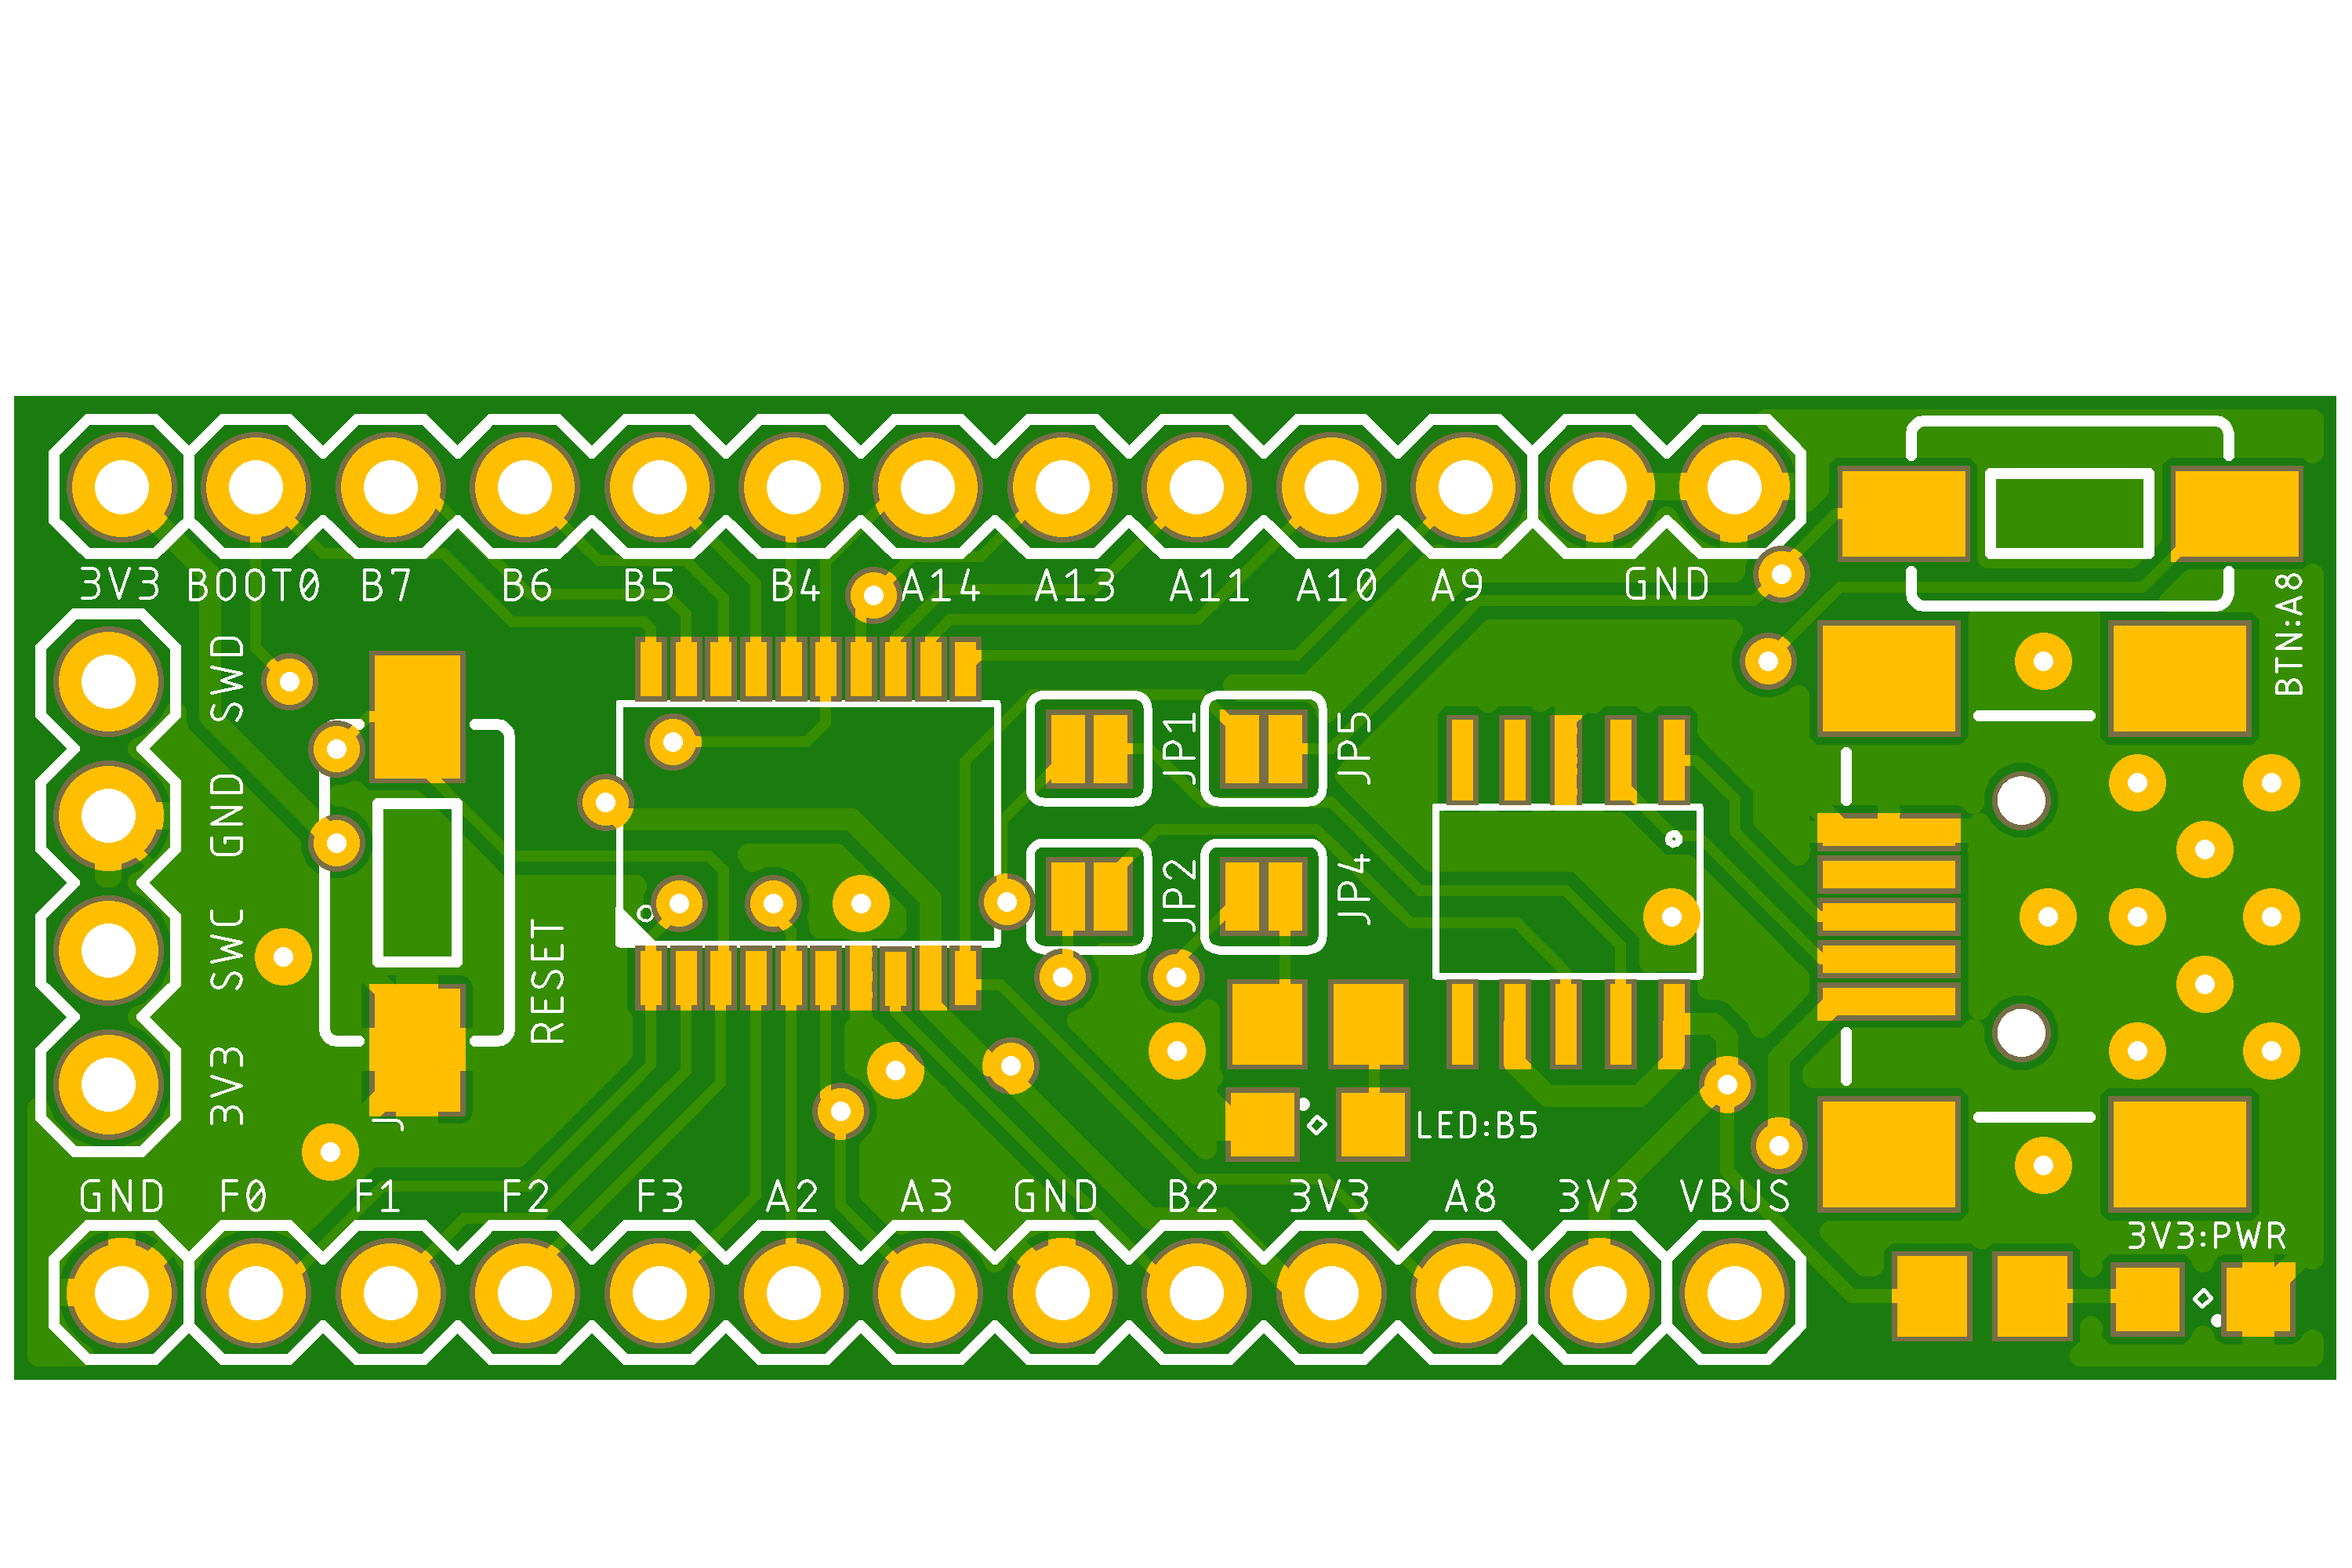 3V3 BOOT0 B7 B6 B5 B4 A14 A13 A11 A10 A9 GND
BTN:A8
SWD
GND
SWC
3V3
RESET
J
JP1
JP5
JP2
JP4
LED:B5
GND F0 F1 F2 F3 A2 A3 GND B2 3V3 A8 3V3 VBUS
3V3:PWR